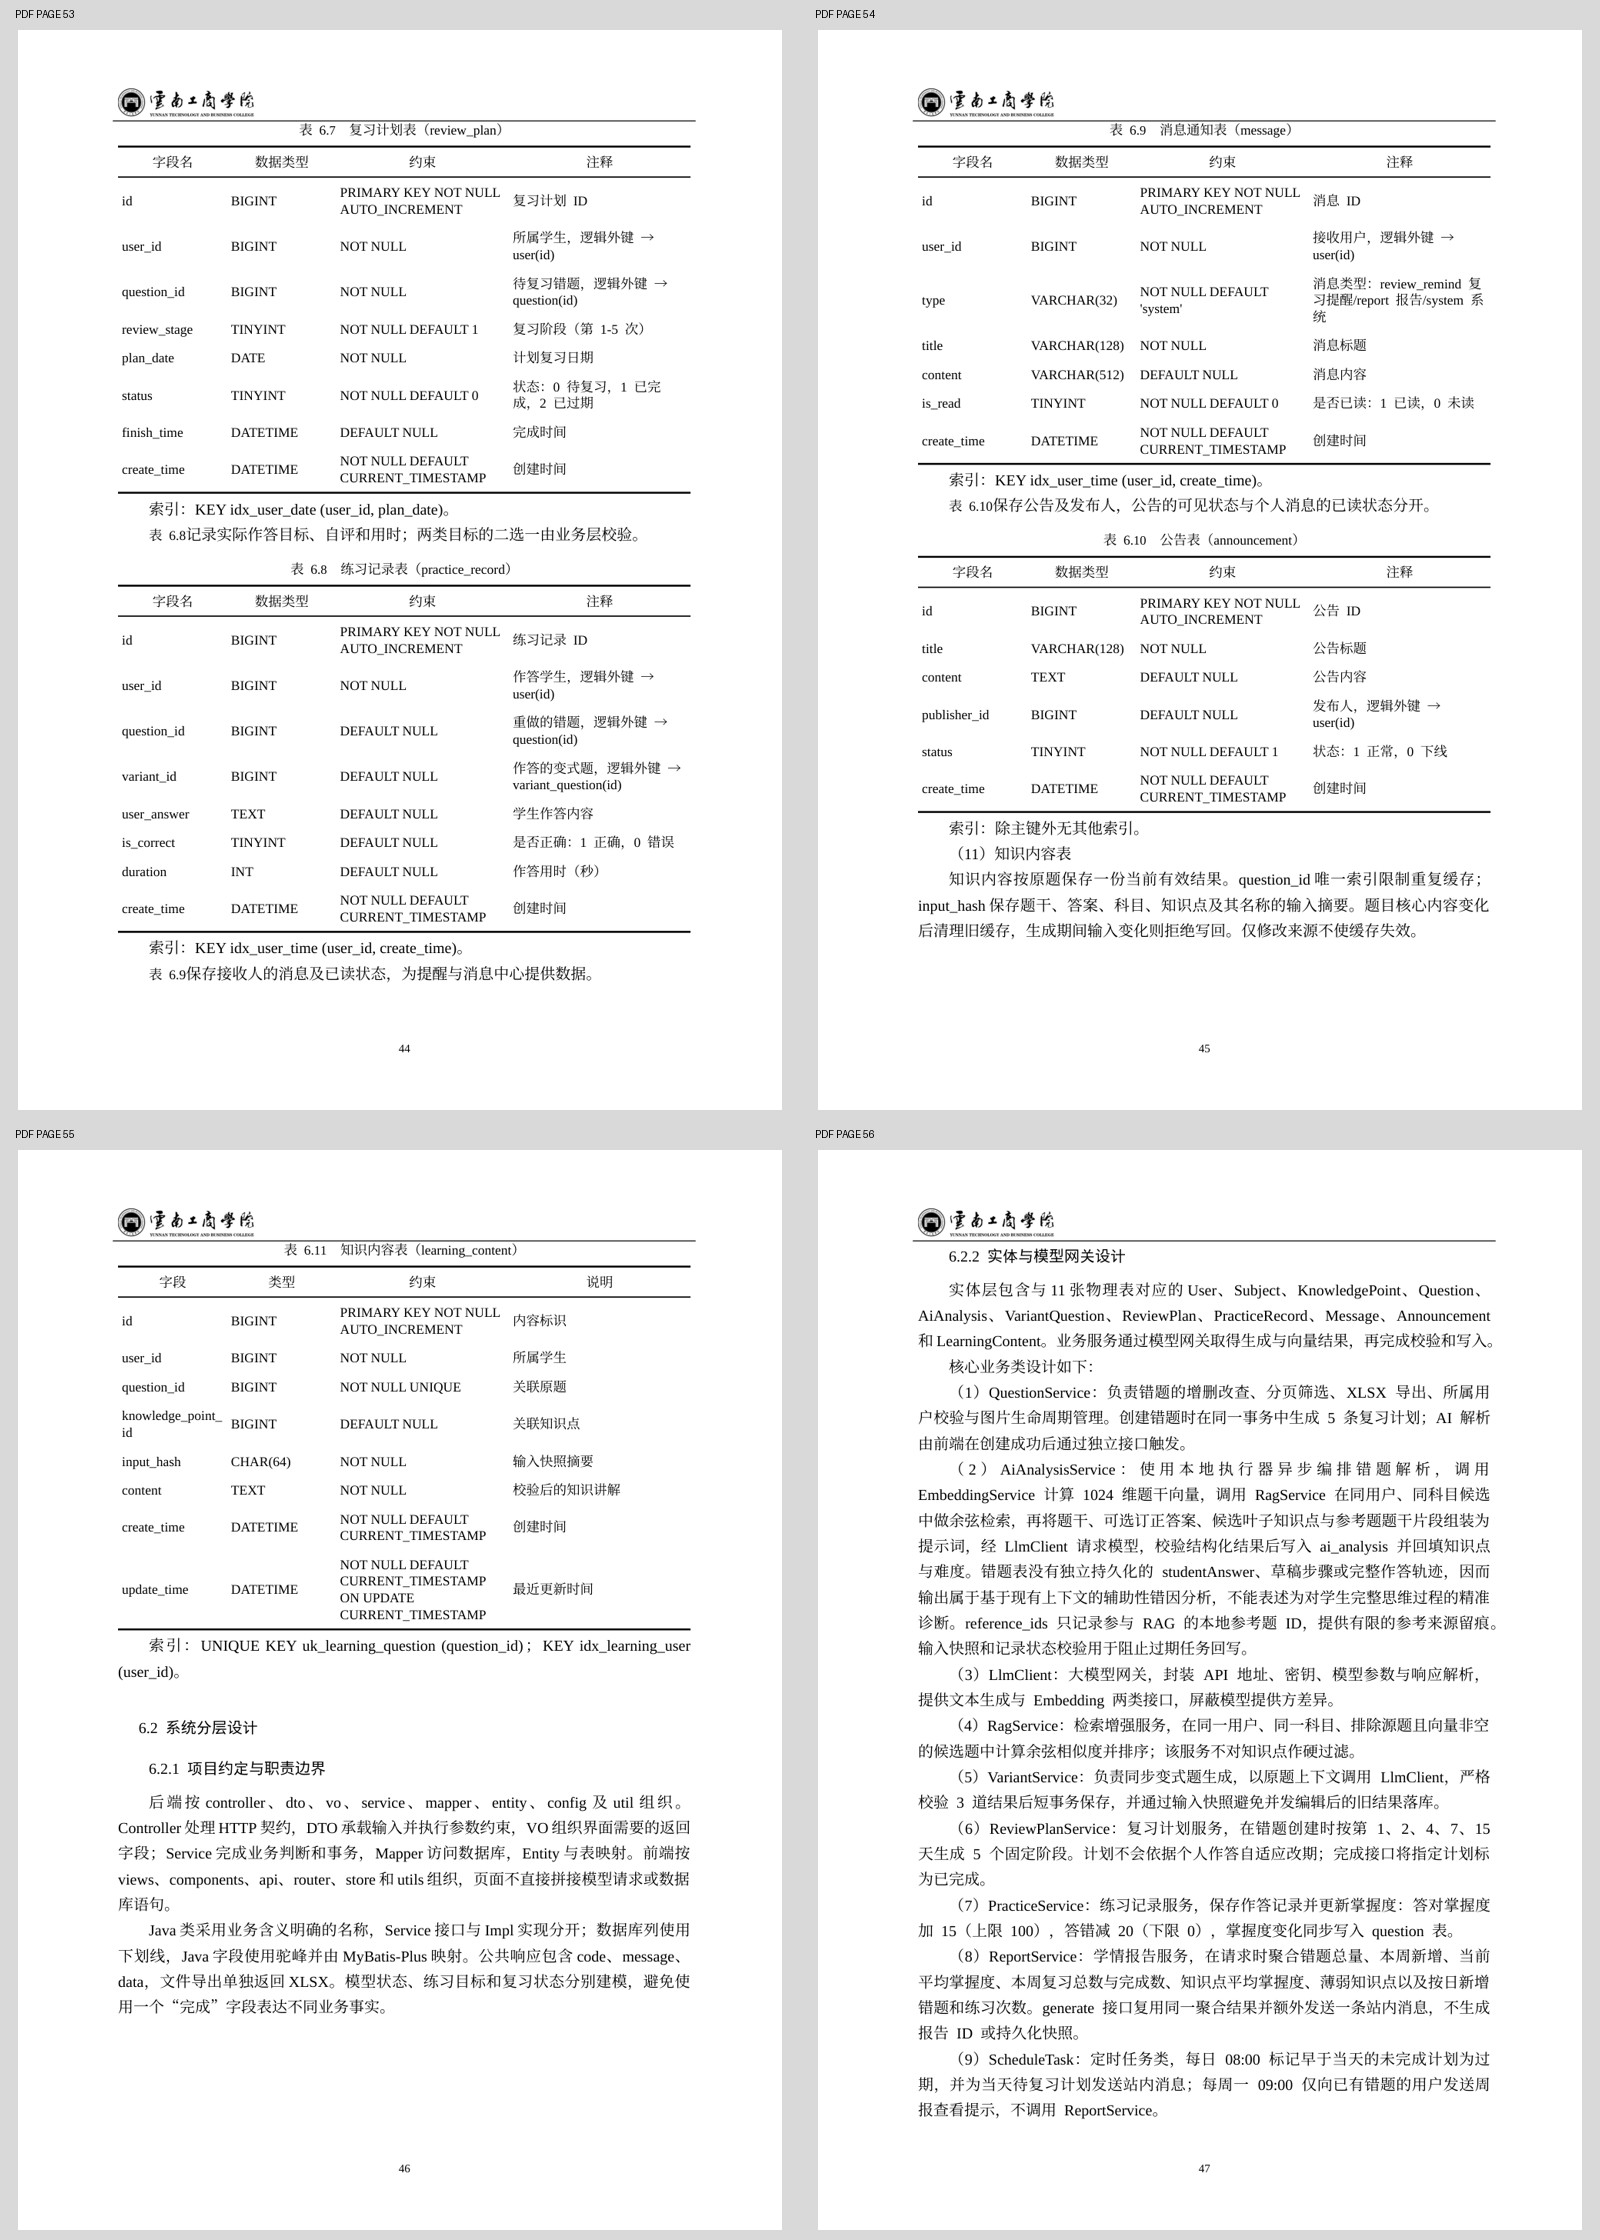 PDF PAGE 53
雲南工商學院
YUNNAN TECHNOLOGY AND BUSINESS COLLEGE
表 6.7 复习计划表（review_plan）
字段名 数据类型 约束 注释
id BIGINT PRIMARY KEY NOT NULL AUTO_INCREMENT 复习计划 ID
user_id BIGINT NOT NULL 所属学生，逻辑外键 → user(id)
question_id BIGINT NOT NULL 待复习错题，逻辑外键 → question(id)
review_stage TINYINT NOT NULL DEFAULT 1 复习阶段（第 1-5 次）
plan_date DATE NOT NULL 计划复习日期
status TINYINT NOT NULL DEFAULT 0 状态：0 待复习，1 已完成，2 已过期
finish_time DATETIME DEFAULT NULL 完成时间
create_time DATETIME NOT NULL DEFAULT CURRENT_TIMESTAMP 创建时间
索引：KEY idx_user_date (user_id, plan_date)。
表 6.8记录实际作答目标、自评和用时；两类目标的二选一由业务层校验。
表 6.8 练习记录表（practice_record）
字段名 数据类型 约束 注释
id BIGINT PRIMARY KEY NOT NULL AUTO_INCREMENT 练习记录 ID
user_id BIGINT NOT NULL 作答学生，逻辑外键 → user(id)
question_id BIGINT DEFAULT NULL 重做的错题，逻辑外键 → question(id)
variant_id BIGINT DEFAULT NULL 作答的变式题，逻辑外键 → variant_question(id)
user_answer TEXT DEFAULT NULL 学生作答内容
is_correct TINYINT DEFAULT NULL 是否正确：1 正确，0 错误
duration INT DEFAULT NULL 作答用时（秒）
create_time DATETIME NOT NULL DEFAULT CURRENT_TIMESTAMP 创建时间
索引：KEY idx_user_time (user_id, create_time)。
表 6.9保存接收人的消息及已读状态，为提醒与消息中心提供数据。
44
PDF PAGE 54
雲南工商學院
YUNNAN TECHNOLOGY AND BUSINESS COLLEGE
表 6.9 消息通知表（message）
字段名 数据类型 约束 注释
id BIGINT PRIMARY KEY NOT NULL AUTO_INCREMENT 消息 ID
user_id BIGINT NOT NULL 接收用户，逻辑外键 → user(id)
type VARCHAR(32) NOT NULL DEFAULT 'system' 消息类型：review_remind 复习提醒/report 报告/system 系统
title VARCHAR(128) NOT NULL 消息标题
content VARCHAR(512) DEFAULT NULL 消息内容
is_read TINYINT NOT NULL DEFAULT 0 是否已读：1 已读，0 未读
create_time DATETIME NOT NULL DEFAULT CURRENT_TIMESTAMP 创建时间
索引：KEY idx_user_time (user_id, create_time)。
表 6.10保存公告及发布人，公告的可见状态与个人消息的已读状态分开。
表 6.10 公告表（announcement）
字段名 数据类型 约束 注释
id BIGINT PRIMARY KEY NOT NULL AUTO_INCREMENT 公告 ID
title VARCHAR(128) NOT NULL 公告标题
content TEXT DEFAULT NULL 公告内容
publisher_id BIGINT DEFAULT NULL 发布人，逻辑外键 → user(id)
status TINYINT NOT NULL DEFAULT 1 状态：1 正常，0 下线
create_time DATETIME NOT NULL DEFAULT CURRENT_TIMESTAMP 创建时间
索引：除主键外无其他索引。
（11）知识内容表
知识内容按原题保存一份当前有效结果。question_id 唯一索引限制重复缓存；
input_hash 保存题干、答案、科目、知识点及其名称的输入摘要。题目核心内容变化
后清理旧缓存，生成期间输入变化则拒绝写回。仅修改来源不使缓存失效。
45
PDF PAGE 55
雲南工商學院
YUNNAN TECHNOLOGY AND BUSINESS COLLEGE
表 6.11 知识内容表（learning_content）
字段 类型 约束 说明
id BIGINT PRIMARY KEY NOT NULL AUTO_INCREMENT 内容标识
user_id BIGINT NOT NULL 所属学生
question_id BIGINT NOT NULL UNIQUE 关联原题
knowledge_point_id BIGINT DEFAULT NULL 关联知识点
input_hash CHAR(64) NOT NULL 输入快照摘要
content TEXT NOT NULL 校验后的知识讲解
create_time DATETIME NOT NULL DEFAULT CURRENT_TIMESTAMP 创建时间
update_time DATETIME NOT NULL DEFAULT CURRENT_TIMESTAMP ON UPDATE CURRENT_TIMESTAMP 最近更新时间
索引：UNIQUE KEY uk_learning_question (question_id)；KEY idx_learning_user
(user_id)。
6.2 系统分层设计
6.2.1 项目约定与职责边界
后端按 controller、dto、vo、service、mapper、entity、config 及 util 组织。
Controller 处理 HTTP 契约，DTO 承载输入并执行参数约束，VO 组织界面需要的返回
字段；Service 完成业务判断和事务，Mapper 访问数据库，Entity 与表映射。前端按
views、components、api、router、store 和 utils 组织，页面不直接拼接模型请求或数据
库语句。
Java 类采用业务含义明确的名称，Service 接口与 Impl 实现分开；数据库列使用
下划线，Java 字段使用驼峰并由 MyBatis-Plus 映射。公共响应包含 code、message、
data，文件导出单独返回 XLSX。模型状态、练习目标和复习状态分别建模，避免使
用一个“完成”字段表达不同业务事实。
46
PDF PAGE 56
雲南工商學院
YUNNAN TECHNOLOGY AND BUSINESS COLLEGE
6.2.2 实体与模型网关设计
实体层包含与 11 张物理表对应的 User、Subject、KnowledgePoint、Question、
AiAnalysis、VariantQuestion、ReviewPlan、PracticeRecord、Message、Announcement
和 LearningContent。业务服务通过模型网关取得生成与向量结果，再完成校验和写入。
核心业务类设计如下：
（1）QuestionService：负责错题的增删改查、分页筛选、XLSX 导出、所属用
户校验与图片生命周期管理。创建错题时在同一事务中生成 5 条复习计划；AI 解析
由前端在创建成功后通过独立接口触发。
（2）AiAnalysisService：使用本地执行器异步编排错题解析，调用
EmbeddingService 计算 1024 维题干向量，调用 RagService 在同用户、同科目候选
中做余弦检索，再将题干、可选订正答案、候选叶子知识点与参考题题干片段组装为
提示词，经 LlmClient 请求模型，校验结构化结果后写入 ai_analysis 并回填知识点
与难度。错题表没有独立持久化的 studentAnswer、草稿步骤或完整作答轨迹，因而
输出属于基于现有上下文的辅助性错因分析，不能表述为对学生完整思维过程的精准
诊断。reference_ids 只记录参与 RAG 的本地参考题 ID，提供有限的参考来源留痕。
输入快照和记录状态校验用于阻止过期任务回写。
（3）LlmClient：大模型网关，封装 API 地址、密钥、模型参数与响应解析，
提供文本生成与 Embedding 两类接口，屏蔽模型提供方差异。
（4）RagService：检索增强服务，在同一用户、同一科目、排除源题且向量非空
的候选题中计算余弦相似度并排序；该服务不对知识点作硬过滤。
（5）VariantService：负责同步变式题生成，以原题上下文调用 LlmClient，严格
校验 3 道结果后短事务保存，并通过输入快照避免并发编辑后的旧结果落库。
（6）ReviewPlanService：复习计划服务，在错题创建时按第 1、2、4、7、15
天生成 5 个固定阶段。计划不会依据个人作答自适应改期；完成接口将指定计划标
为已完成。
（7）PracticeService：练习记录服务，保存作答记录并更新掌握度：答对掌握度
加 15（上限 100），答错减 20（下限 0），掌握度变化同步写入 question 表。
（8）ReportService：学情报告服务，在请求时聚合错题总量、本周新增、当前
平均掌握度、本周复习总数与完成数、知识点平均掌握度、薄弱知识点以及按日新增
错题和练习次数。generate 接口复用同一聚合结果并额外发送一条站内消息，不生成
报告 ID 或持久化快照。
（9）ScheduleTask：定时任务类，每日 08:00 标记早于当天的未完成计划为过
期，并为当天待复习计划发送站内消息；每周一 09:00 仅向已有错题的用户发送周
报查看提示，不调用 ReportService。
47